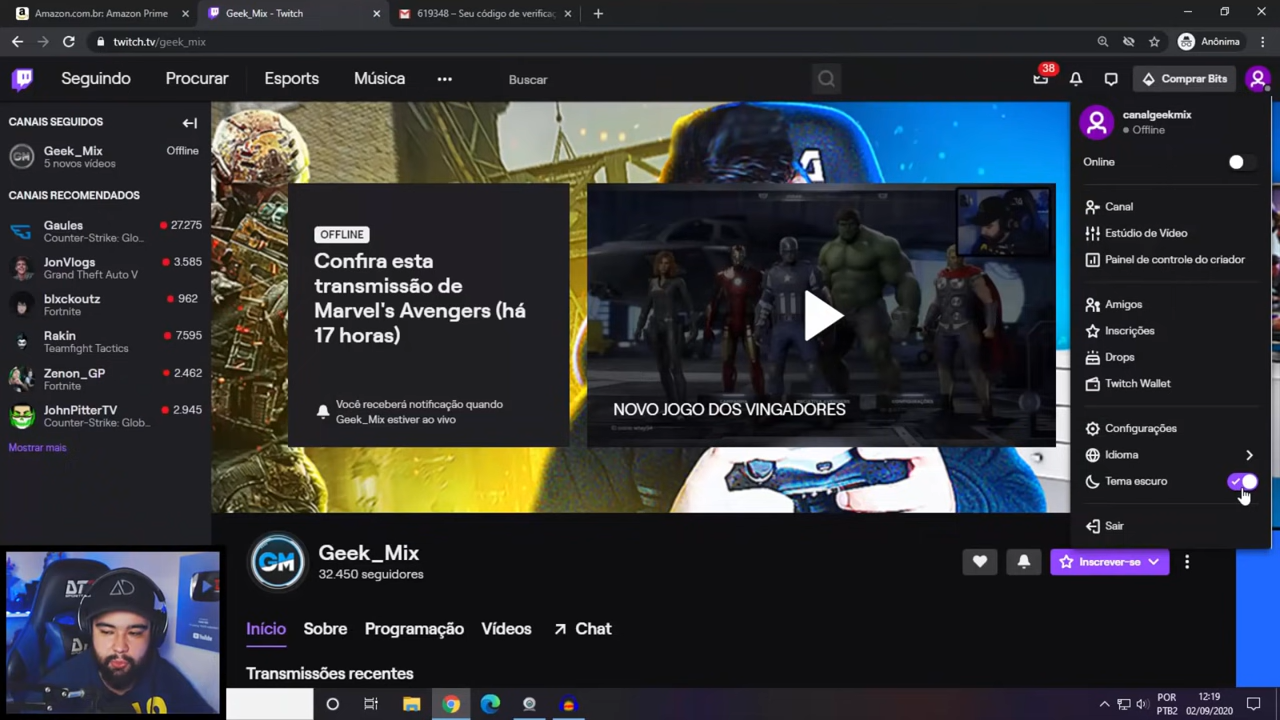 Amazon.com.br: Amazon Prime
Geek_Mix - Twitch
619348 – Seu código de verifica
twitch.tv/geek_mix
Anônima
Seguindo
Procurar
Esports
Música
Buscar
38
Comprar Bits
CANAIS SEGUIDOS
Geek_Mix
Offline
5 novos vídeos
CANAIS RECOMENDADOS
Gaules
27.275
Counter-Strike: Glo...
JonVlogs
3.585
Grand Theft Auto V
blxckoutz
962
Fortnite
Rakin
7.595
Teamfight Tactics
Zenon_GP
2.462
Fortnite
JohnPitterTV
2.945
Counter-Strike: Glob...
Mostrar mais
OFFLINE
Confira esta
transmissão de
Marvel's Avengers (há
17 horas)
Você receberá notificação quando
Geek_Mix estiver ao vivo
NOVO JOGO DOS VINGADORES
canalgeekmix
Offline
Online
Canal
Estúdio de Vídeo
Painel de controle do criador
Amigos
Inscrições
Drops
Twitch Wallet
Configurações
Idioma
Tema escuro
Sair
GM
Geek_Mix
32.450 seguidores
Inscrever-se
Início
Sobre
Programação
Vídeos
Chat
Transmissões recentes
POR
PTB2
12:19
02/09/2020